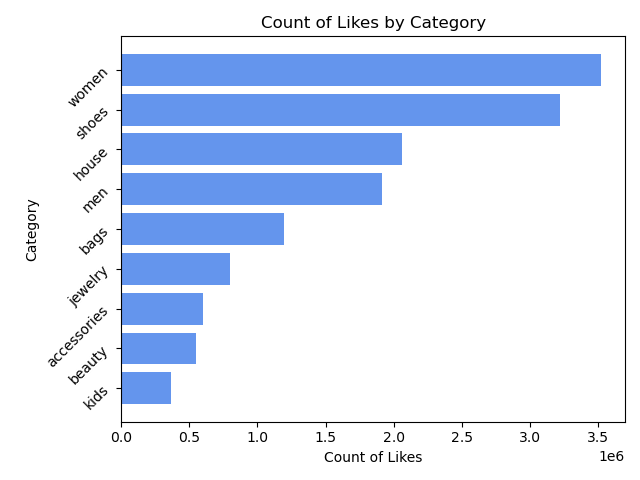 Count of Likes by Category
Category
women
shoes
house
men
bags
jewelry
accessories
beauty
kids
0.0 0.5 1.0 1.5 2.0 2.5 3.0 3.5
1e6
Count of Likes